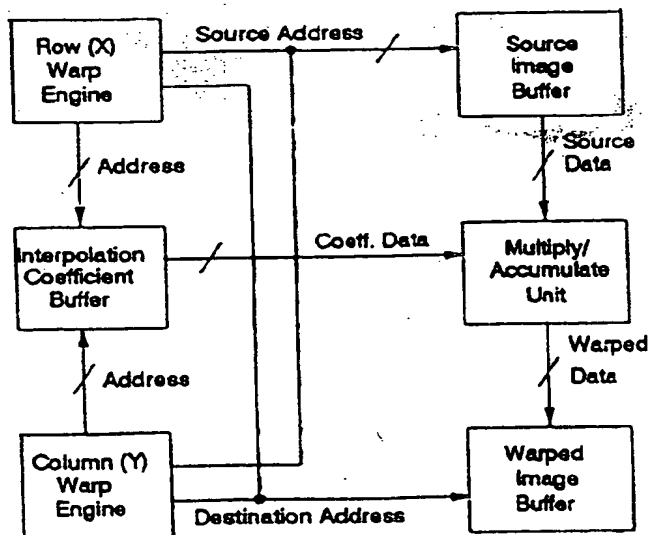 Row (X)
Warp
Engine
Source Address
Source
Image
Buffer
Address
Source
Data
Interpolation
Coefficient
Buffer
Coeff. Data
Multiply/
Accumulate
Unit
Address
Warped
Data
Column (Y)
Warp
Engine
Destination Address
Warped
Image
Buffer